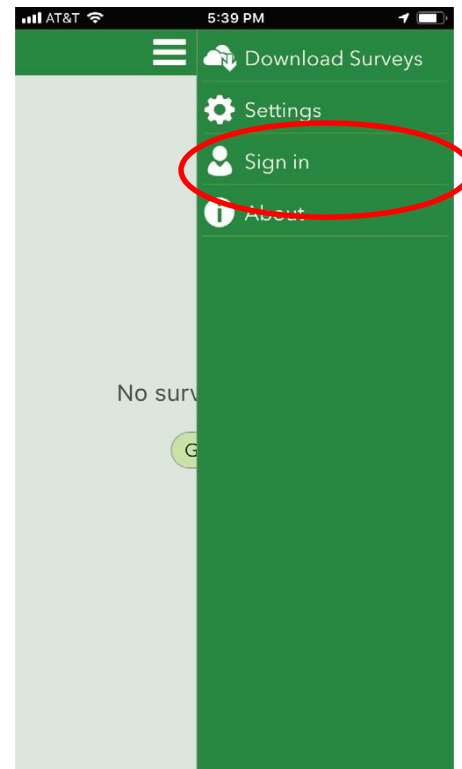 AT&T 5:39 PM
Download Surveys
Settings
Sign in
About
No surv
G